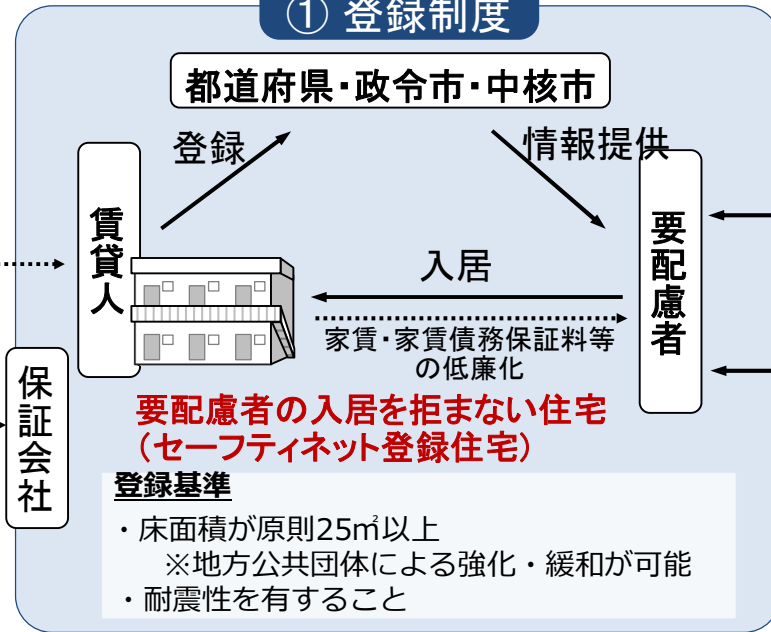 ① 登録制度
都道府県・政令市・中核市
登録
情報提供
賃貸人
要配慮者
入居
家賃・家賃債務保証料等
の低廉化
保証会社
要配慮者の入居を拒まない住宅
（セーフティネット登録住宅）
登録基準
・床面積が原則25㎡以上
※地方公共団体による強化・緩和が可能
・耐震性を有すること